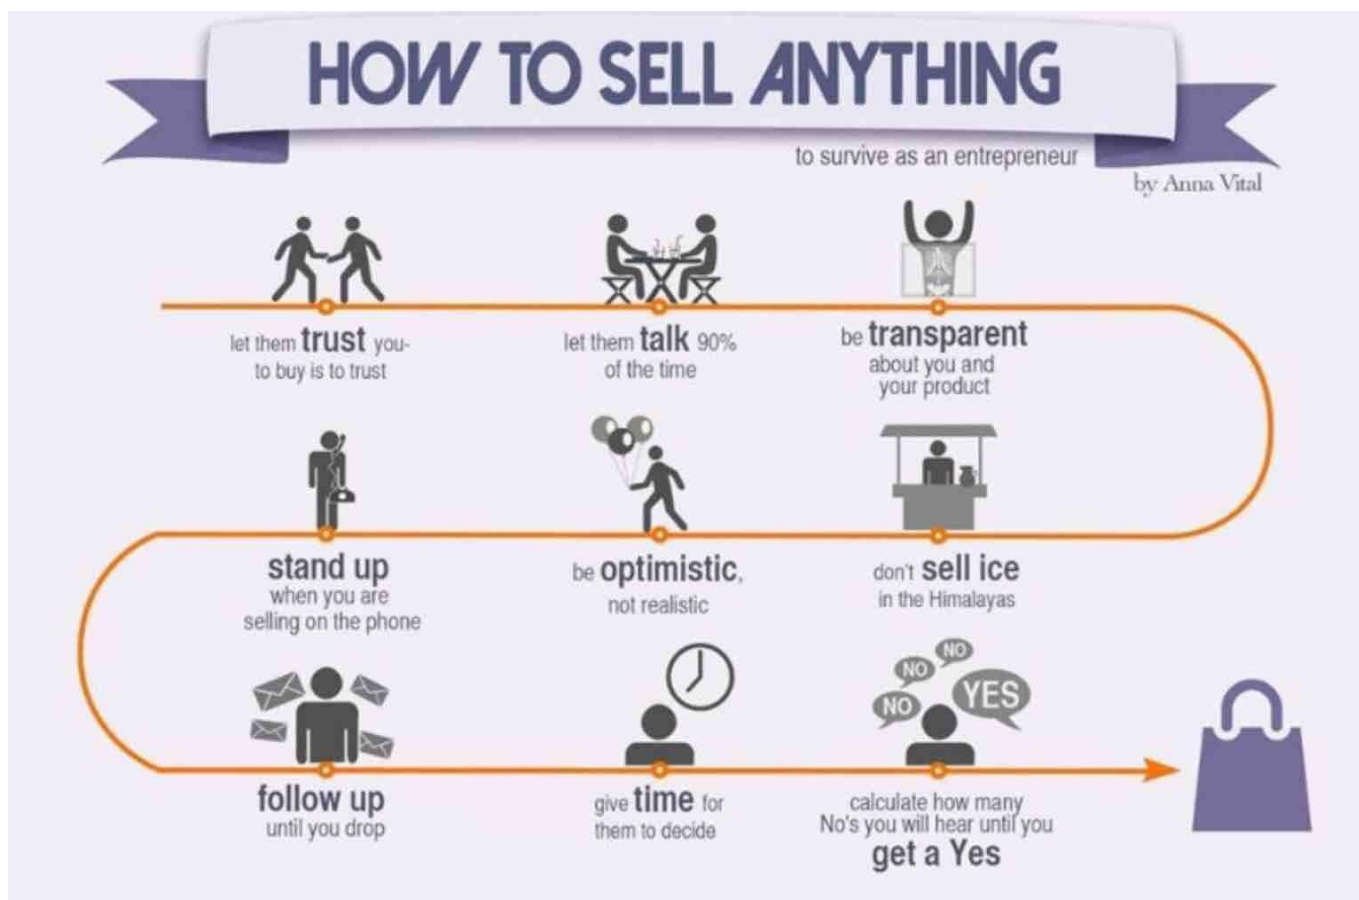 HOW TO SELL ANYTHING
to survive as an entrepreneur
by Anna Vital
let them trust you-
to buy is to trust
let them talk 90%
of the time
be transparent
about you and
your product
don't sell ice
in the Himalayas
be optimistic,
not realistic
stand up
when you are
selling on the phone
follow up
until you drop
give time for
them to decide
NO
NO
NO
YES
calculate how many
No's you will hear until you
get a Yes